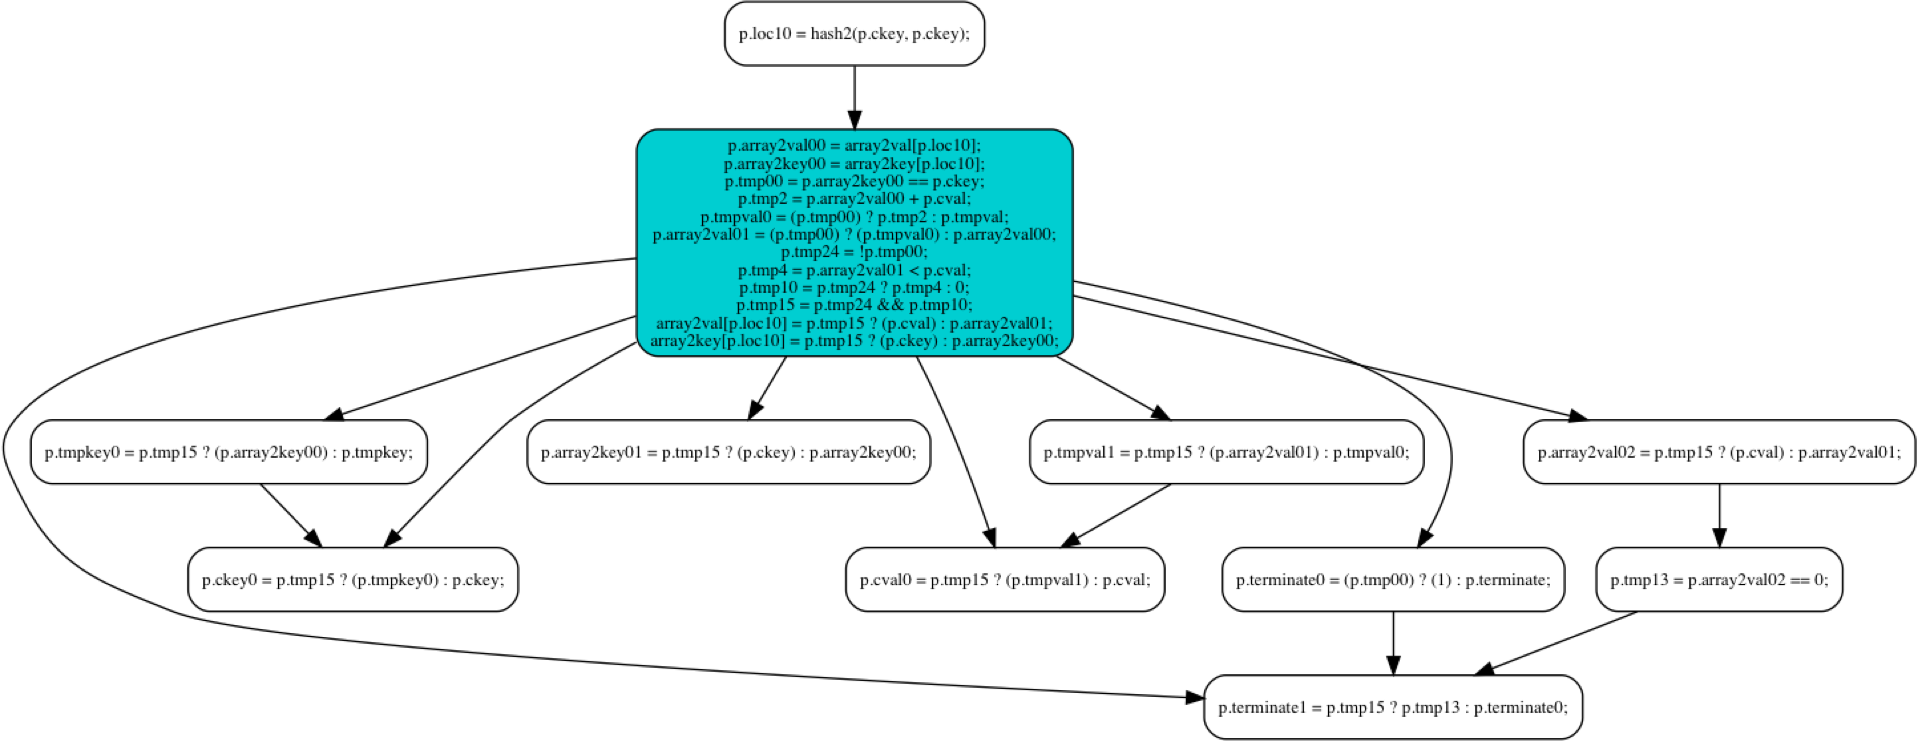 p.loc10 = hash2(p.ckey, p.ckey);
p.array2val00 = array2val[p.loc10];
p.array2key00 = array2key[p.loc10];
p.tmp00 = p.array2key00 == p.ckey;
p.tmp2 = p.array2val00 + p.cval;
p.tmpval0 = (p.tmp00) ? p.tmp2 : p.tmpval;
p.array2val01 = (p.tmp00) ? (p.tmpval0) : p.array2val00;
p.tmp24 = !p.tmp00;
p.tmp4 = p.array2val01 < p.cval;
p.tmp10 = p.tmp24 ? p.tmp4 : 0;
p.tmp15 = p.tmp24 && p.tmp10;
array2val[p.loc10] = p.tmp15 ? (p.cval) : p.array2val01;
array2key[p.loc10] = p.tmp15 ? (p.ckey) : p.array2key00;
p.tmpkey0 = p.tmp15 ? (p.array2key00) : p.tmpkey;
p.array2key01 = p.tmp15 ? (p.ckey) : p.array2key00;
p.tmpval1 = p.tmp15 ? (p.array2val01) : p.tmpval0;
p.array2val02 = p.tmp15 ? (p.cval) : p.array2val01;
p.ckey0 = p.tmp15 ? (p.tmpkey0) : p.ckey;
p.cval0 = p.tmp15 ? (p.tmpval1) : p.cval;
p.terminate0 = (p.tmp00) ? (1) : p.terminate;
p.tmp13 = p.array2val02 == 0;
p.terminate1 = p.tmp15 ? p.tmp13 : p.terminate0;